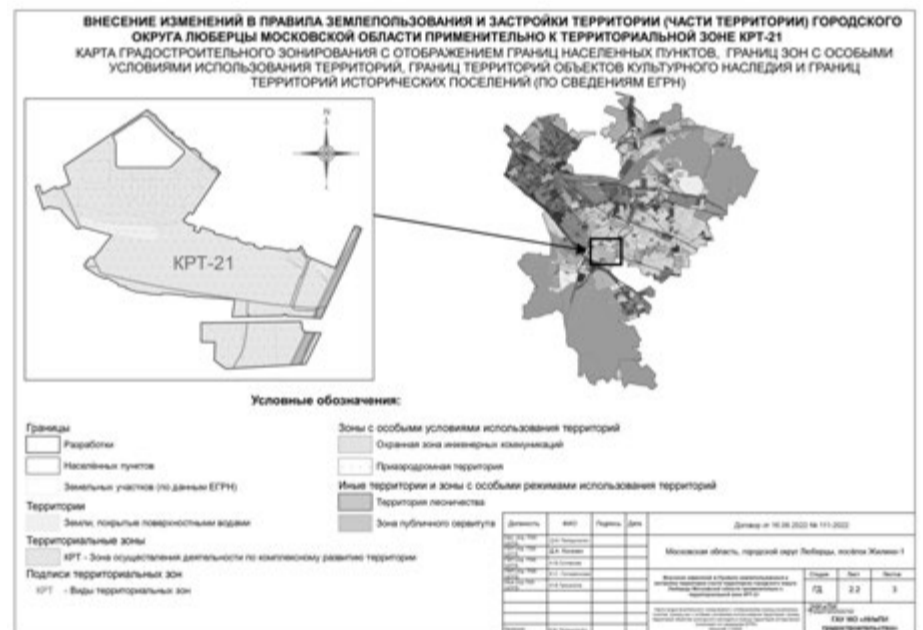 ВНЕСЕНИЕ ИЗМЕНЕНИЙ В ПРАВИЛА ЗЕМЛЕПОЛЬЗОВАНИЯ И ЗАСТРОЙКИ ТЕРРИТОРИИ (ЧАСТИ ТЕРРИТОРИИ) ГОРОДСКОГО
ОКРУГА ЛЮБЕРЦЫ МОСКОВСКОЙ ОБЛАСТИ ПРИМЕНИТЕЛЬНО К ТЕРРИТОРИАЛЬНОЙ ЗОНЕ КРТ-21
КАРТА ГРАДОСТРОИТЕЛЬНОГО ЗОНИРОВАНИЯ С ОТОБРАЖЕНИЕМ ГРАНИЦ НАСЕЛЕННЫХ ПУНКТОВ, ГРАНИЦ ЗОН С ОСОБЫМИ
УСЛОВИЯМИ ИСПОЛЬЗОВАНИЯ ТЕРРИТОРИЙ, ГРАНИЦ ТЕРРИТОРИЙ ОБЪЕКТОВ КУЛЬТУРНОГО НАСЛЕДИЯ И ГРАНИЦ
ТЕРРИТОРИЙ ИСТОРИЧЕСКИХ ПОСЕЛЕНИЙ (ПО СВЕДЕНИЯМ ЕГРН)
N
КРТ-21
Условные обозначения:
Границы
Разработки
Населённых пунктов
Земельных участков (по данным ЕГРН)
Территории
Земли, покрытые поверхностными водами
Территориальные зоны
КРТ - Зона осуществления деятельности по комплексному развитию территории
Подписи территориальных зон
КРТ - Виды территориальных зон
Зоны с особыми условиями использования территорий
Охранная зона инженерных коммуникаций
Приаэродромная территория
Иные территории и зоны с особыми режимами использования территорий
Территория лесничества
Зона публичного сервитута
Должность ФИО Подпись Дата
Договор от 16.06.2022 № 111-2022
Московская область, городской округ Люберцы, посёлок Жилино-1
Стадия Лист Листов
ГД 2.2 3